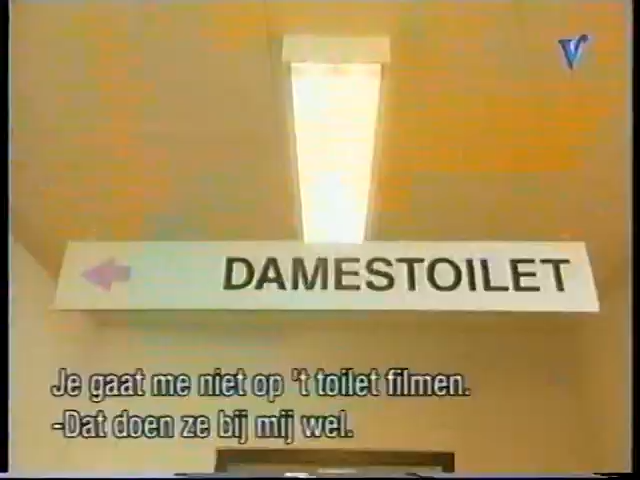 V
DAMESTOILET
Je gaat me niet op 't toilet filmen.
-Dat doen ze bij mij wel.